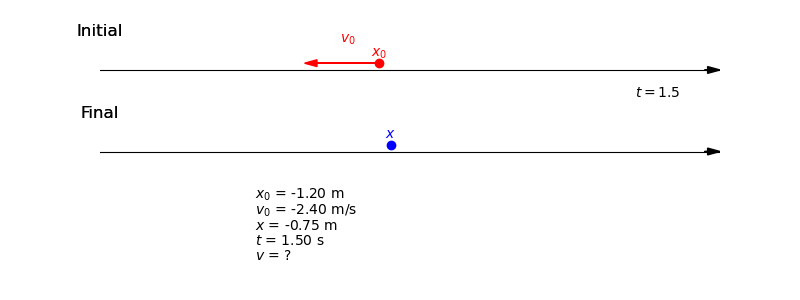 Initial
v₀
x₀
t = 1.5
Final
x
x₀ = -1.20 m
v₀ = -2.40 m/s
x = -0.75 m
t = 1.50 s
v = ?